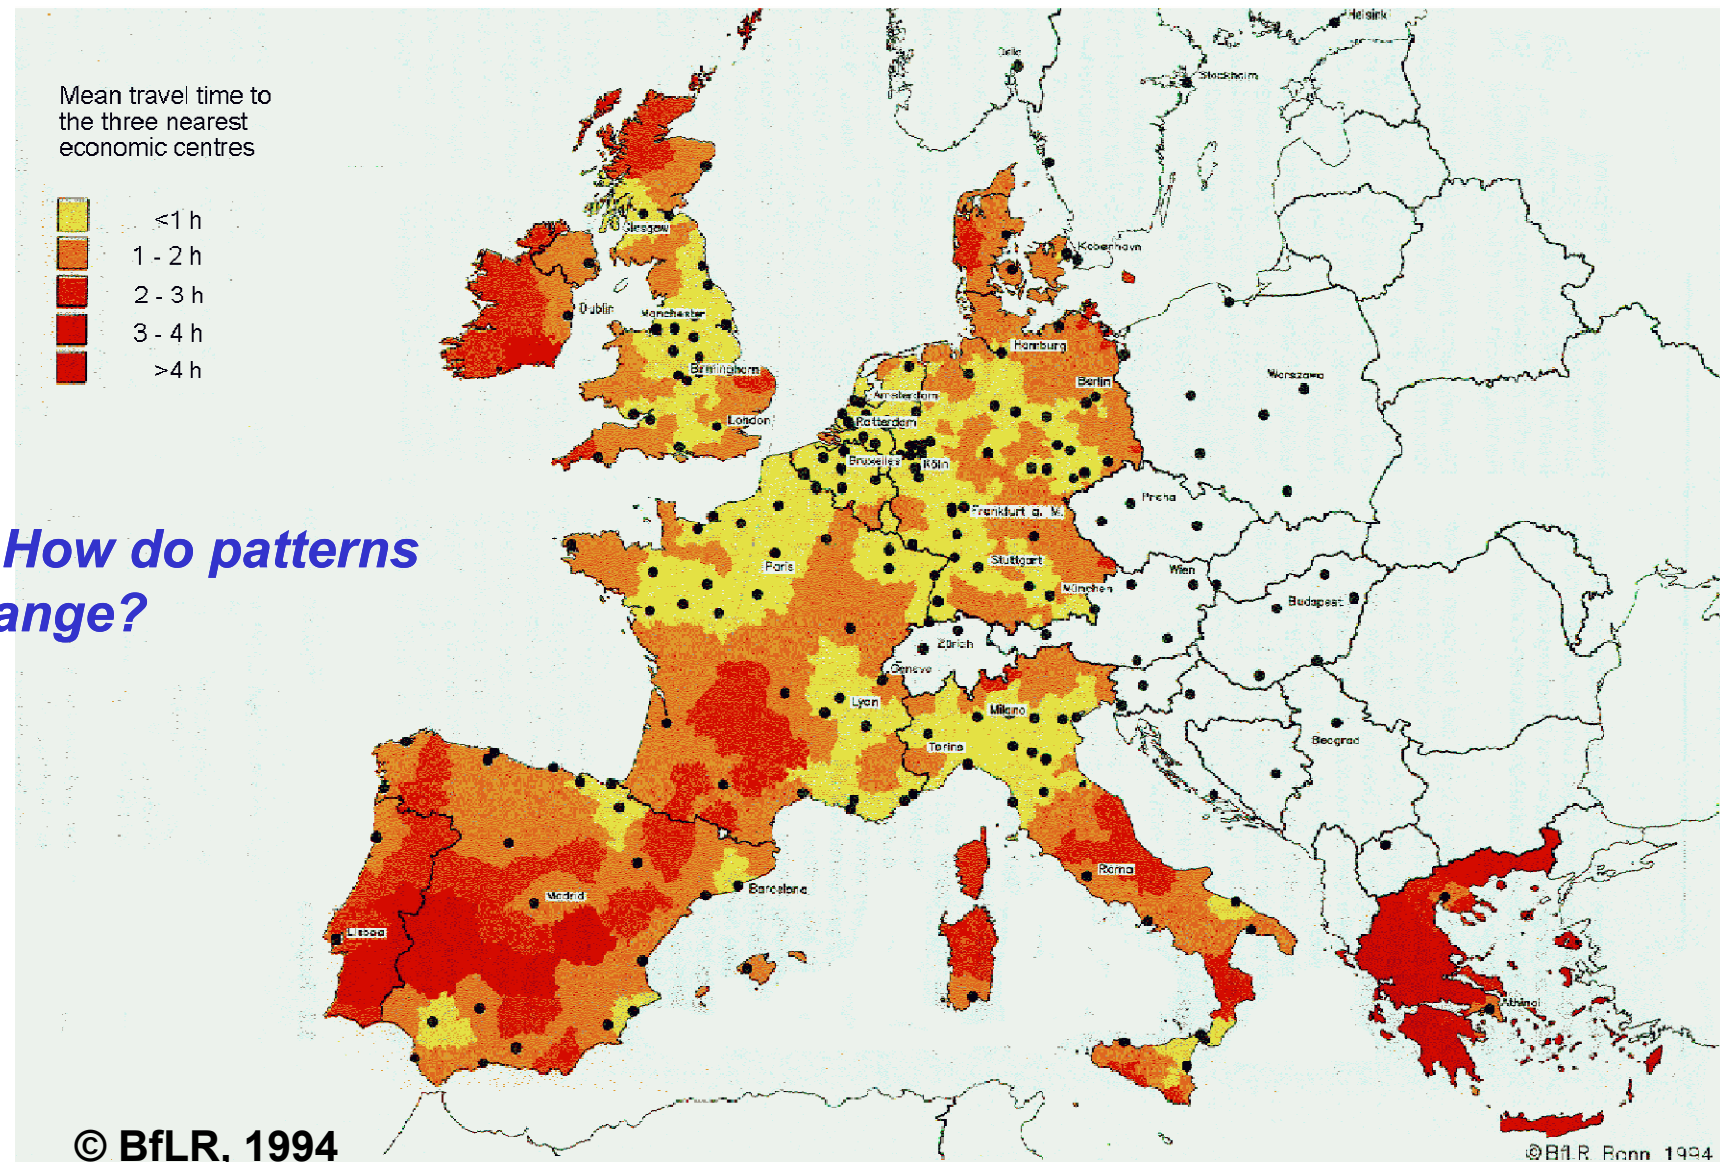 Mean travel time to
the three nearest
economic centres
<1 h
1 - 2 h
2 - 3 h
3 - 4 h
>4 h
Helsinki
Oslo
Stockholm
Glasgow
København
Dublin
Manchester
Hamburg
Birmingham
Berlin
Warszawa
Amsterdam
London
Rotterdam
Bruxelles
Köln
Praha
Frankfurt a. M.
How do patterns
ange?
Paris
Stuttgart
Wien
München
Budapest
Zürich
Geneve
Lyon
Milano
Torino
Beograd
Roma
Barcelona
Madrid
Lisboa
Athinai
© BfLR, 1994
© BfLR Bonn 1994